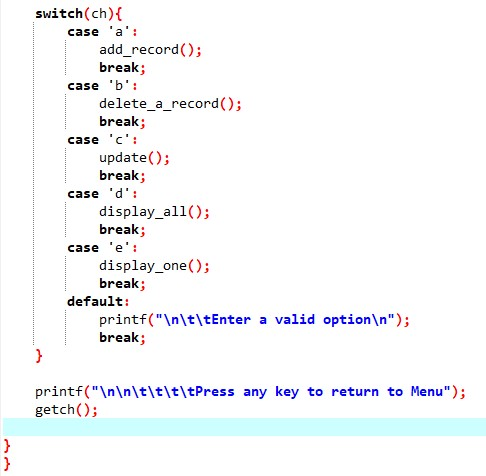 switch(ch){
case 'a':
add_record();
break;
case 'b':
delete_a_record();
break;
case 'c':
update();
break;
case 'd':
display_all();
break;
case 'e':
display_one();
break;
default:
printf("\n\t\tEnter a valid option\n");
break;
}
printf("\n\n\t\t\t\tPress any key to return to Menu");
getch();
}
}